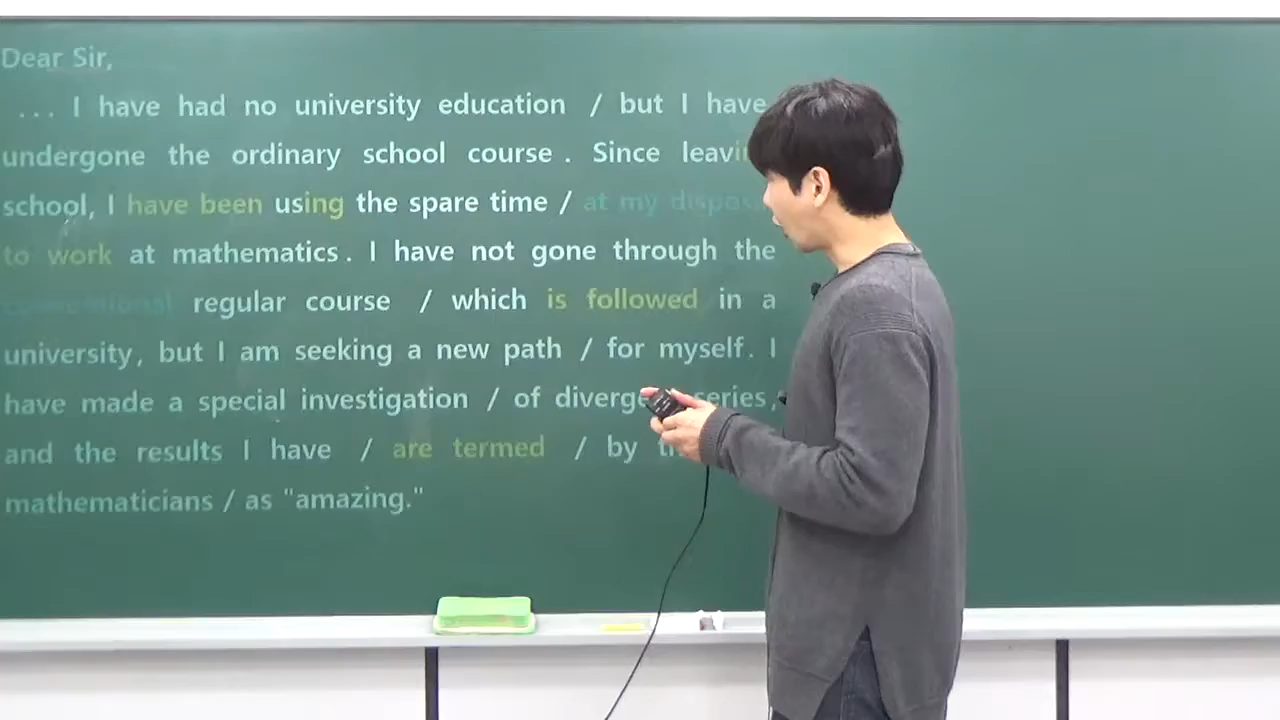 Dear Sir,
... I have had no university education / but I have
undergone the ordinary school course . Since
school, I have been using the spare time / at my
to work at mathematics . I have not gone through the
conventional regular course / which is followed in a
university, but I am seeking a new path / for myself. I
have made a special investigation / of series,
and the results I have / are termed / by
mathematicians / as "amazing."